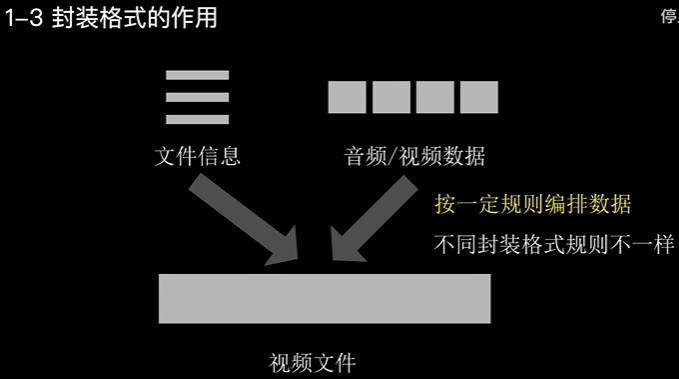 1-3 封装格式的作用
停
文件信息
音频/视频数据
按一定规则编排数据
不同封装格式规则不一样
视频文件